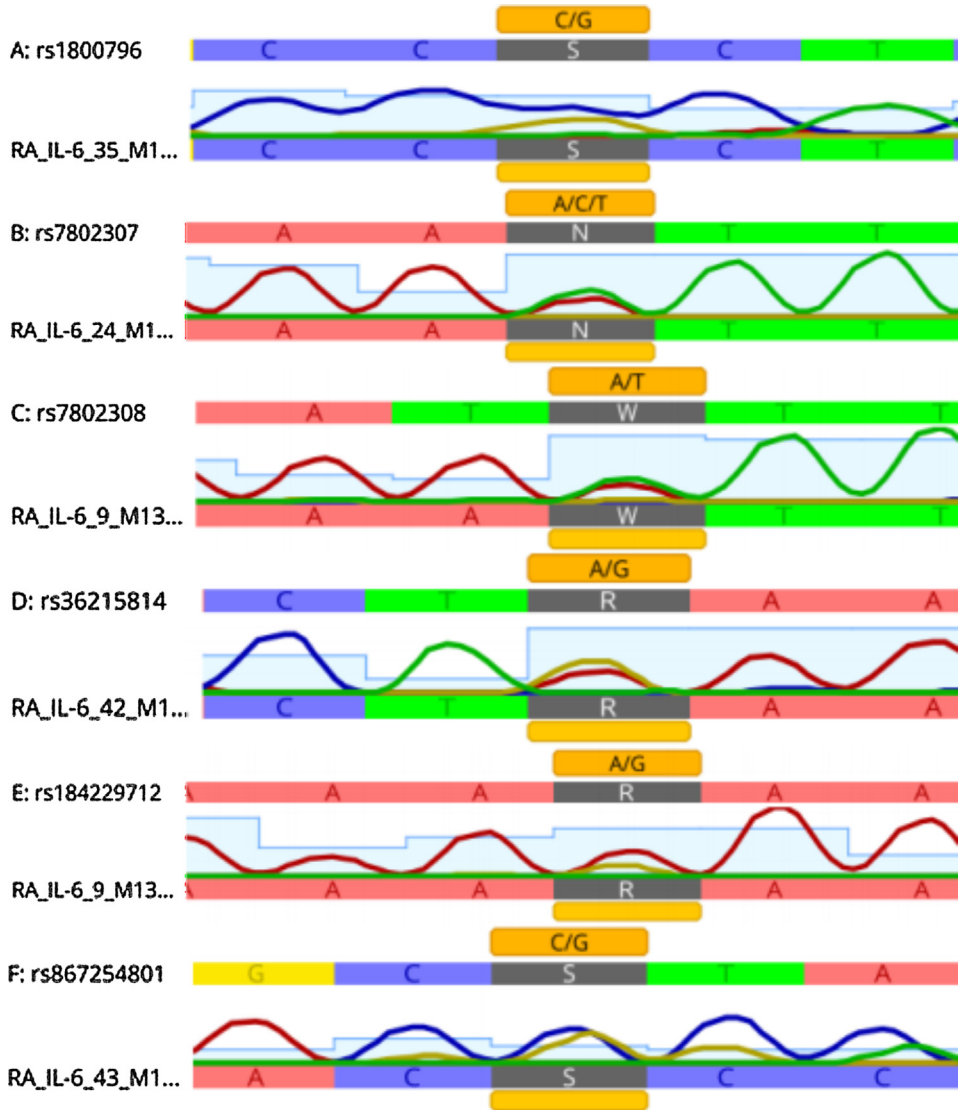 C/G
A: rs1800796 C C S C T
RA_IL-6_35_M1... C C S C T
A/C/T
B: rs7802307 A A N T T
RA_IL-6_24_M1... A A N T T
A/T
C: rs7802308 A T W T T
RA_IL-6_9_M13... A A W T T
A/G
D: rs36215814 C T R A A
RA_IL-6_42_M1... C T R A A
A/G
E: rs184229712 A A A R A A
RA_IL-6_9_M13... A A A R A A
C/G
F: rs867254801 G C S T A
RA_IL-6_43_M1... A C S C C